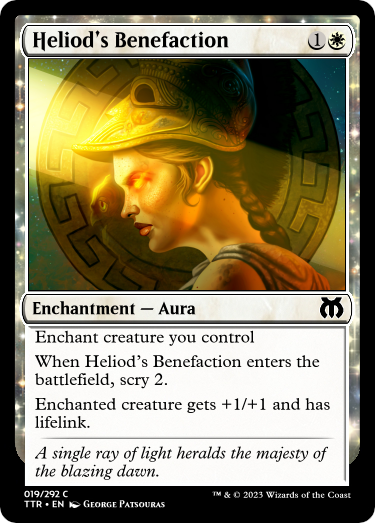 Heliod's Benefaction 1
Enchantment — Aura
Enchant creature you control
When Heliod's Benefaction enters the
battlefield, scry 2.
Enchanted creature gets +1/+1 and has
lifelink.
A single ray of light heralds the majesty of
the blazing dawn.
019/292 C
TTR • EN George Patsouras ™ & © 2023 Wizards of the Coast